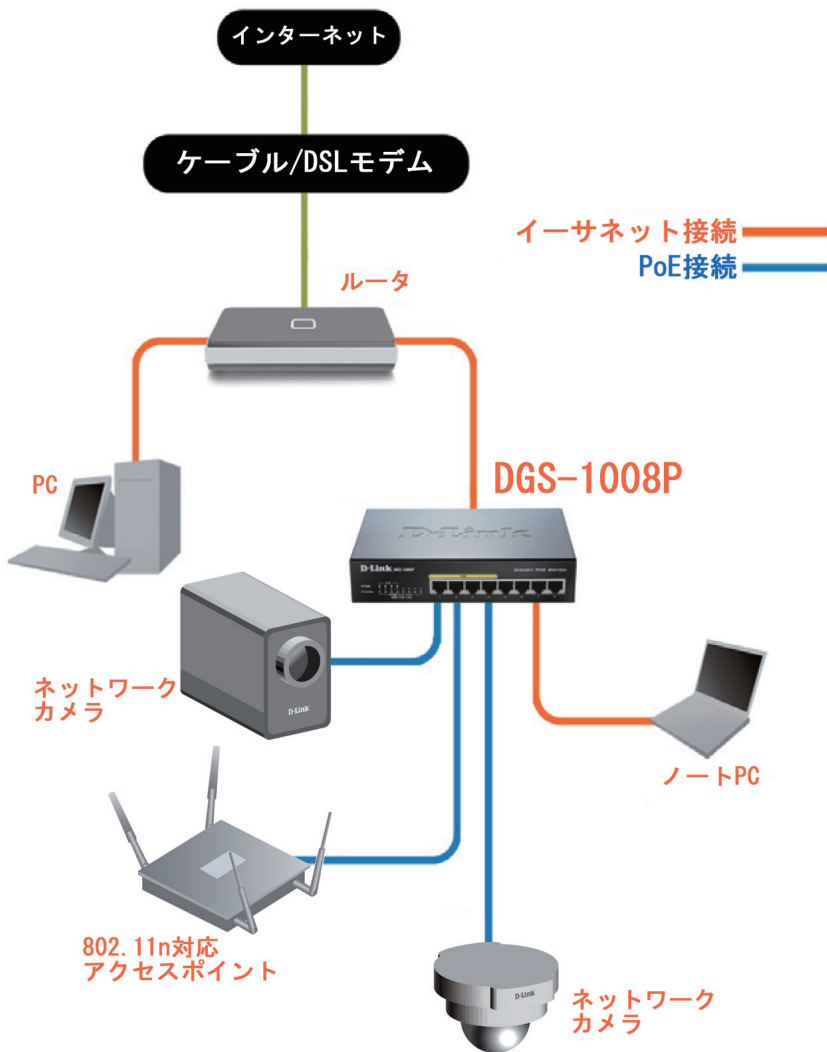 インターネット
ケーブル/DSLモデム
イーサネット接続
PoE接続
ルータ
PC
DGS-1008P
D-Link
D-Link
ネットワーク
カメラ
D-Link
ノートPC
802.11n対応
アクセスポイント
D-Link
ネットワーク
カメラ